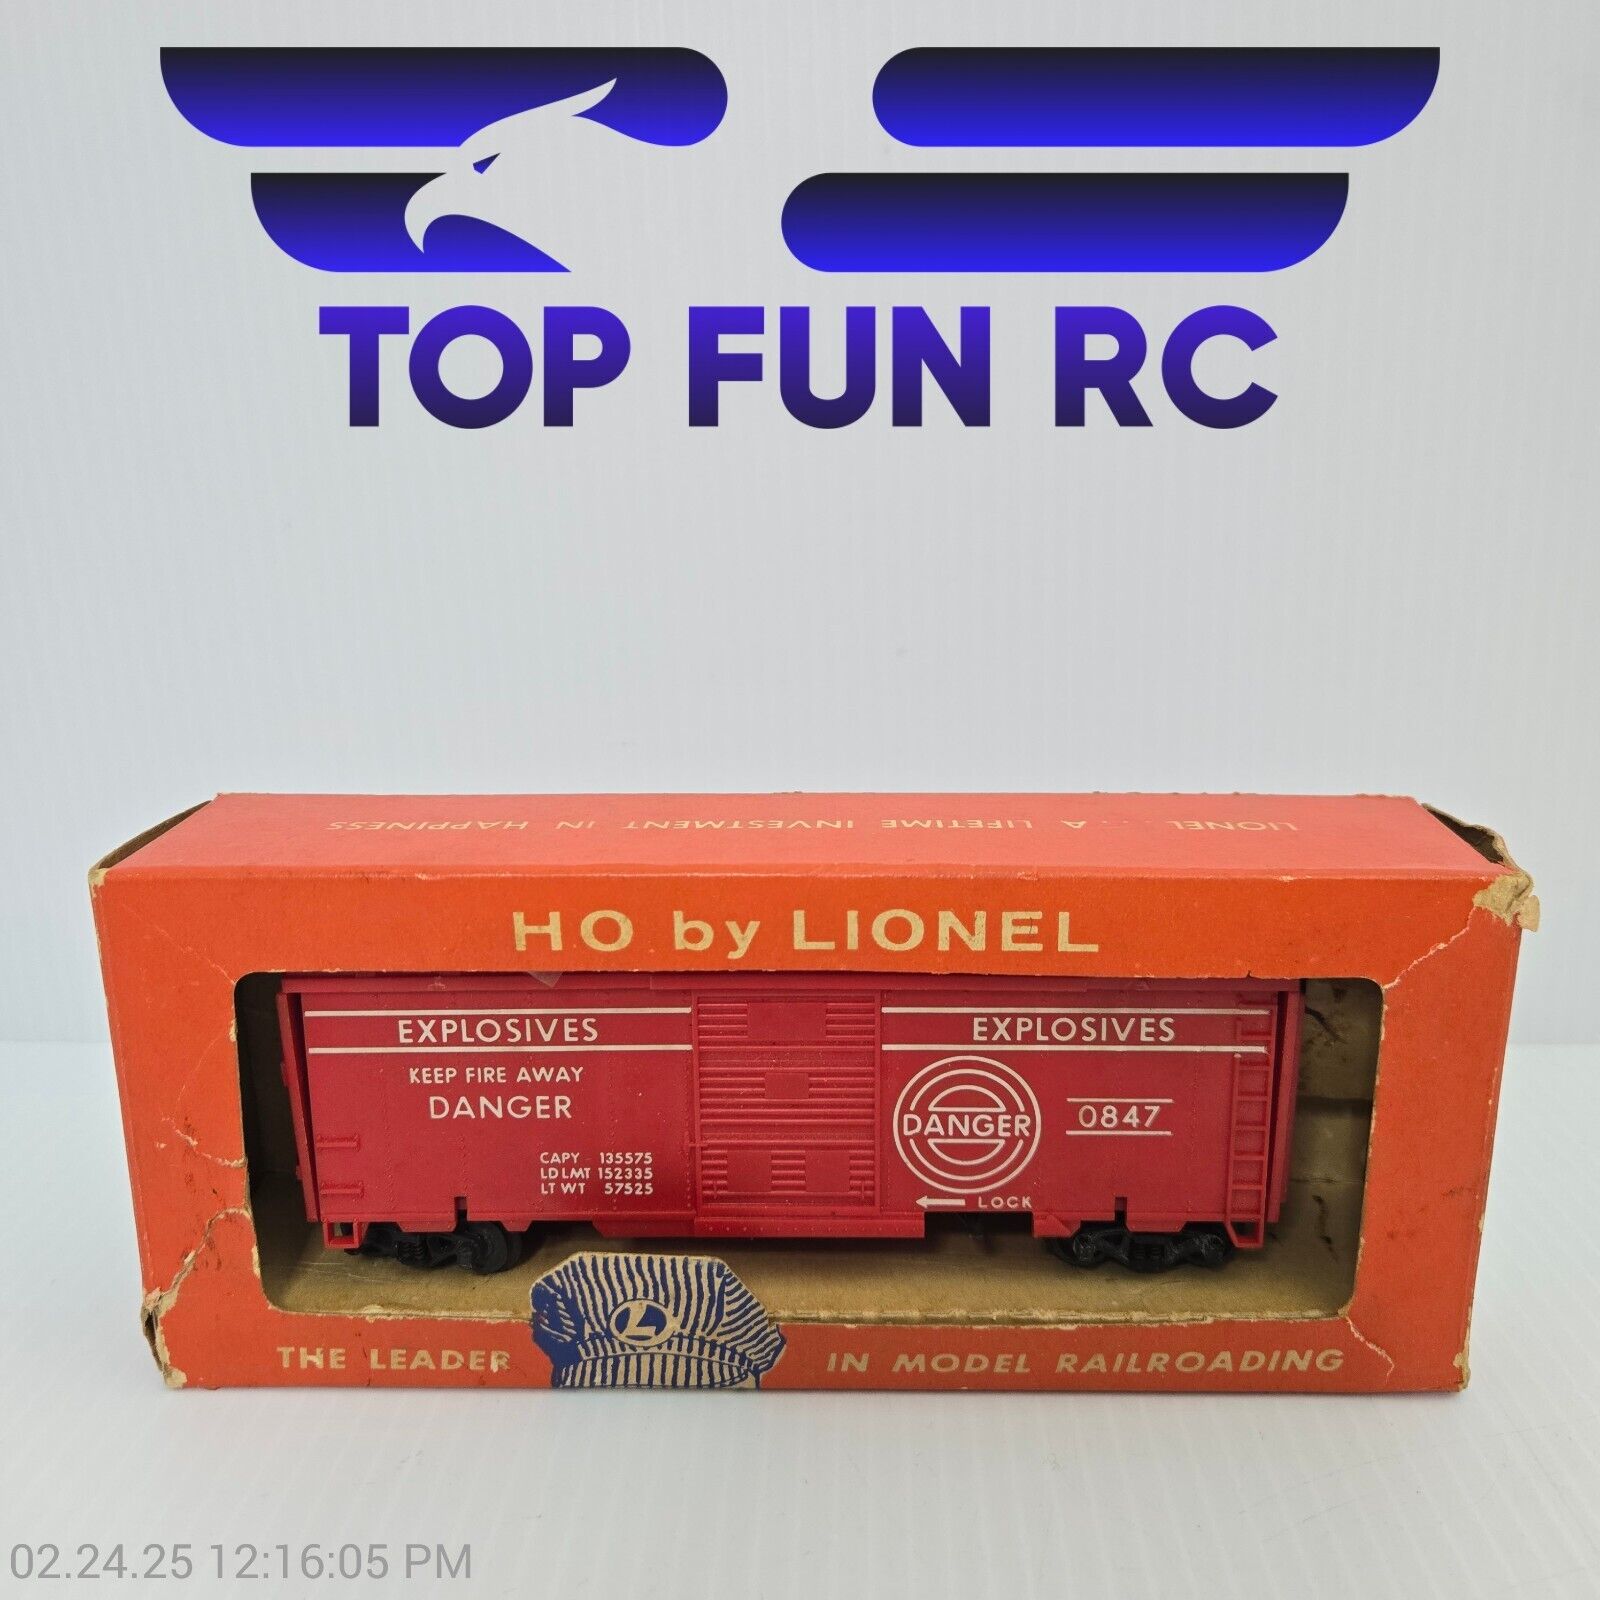 TOP FUN RC
LIONEL... A LIFETIME INVESTMENT IN HAPPINESS
HO by LIONEL
EXPLOSIVES
KEEP FIRE AWAY
DANGER
CAPY 135575
LD LMT 152335
LT WT 57525
EXPLOSIVES
DANGER
0847
LOCK
THE LEADER L IN MODEL RAILROADING
02.24.25 12:16:05 PM